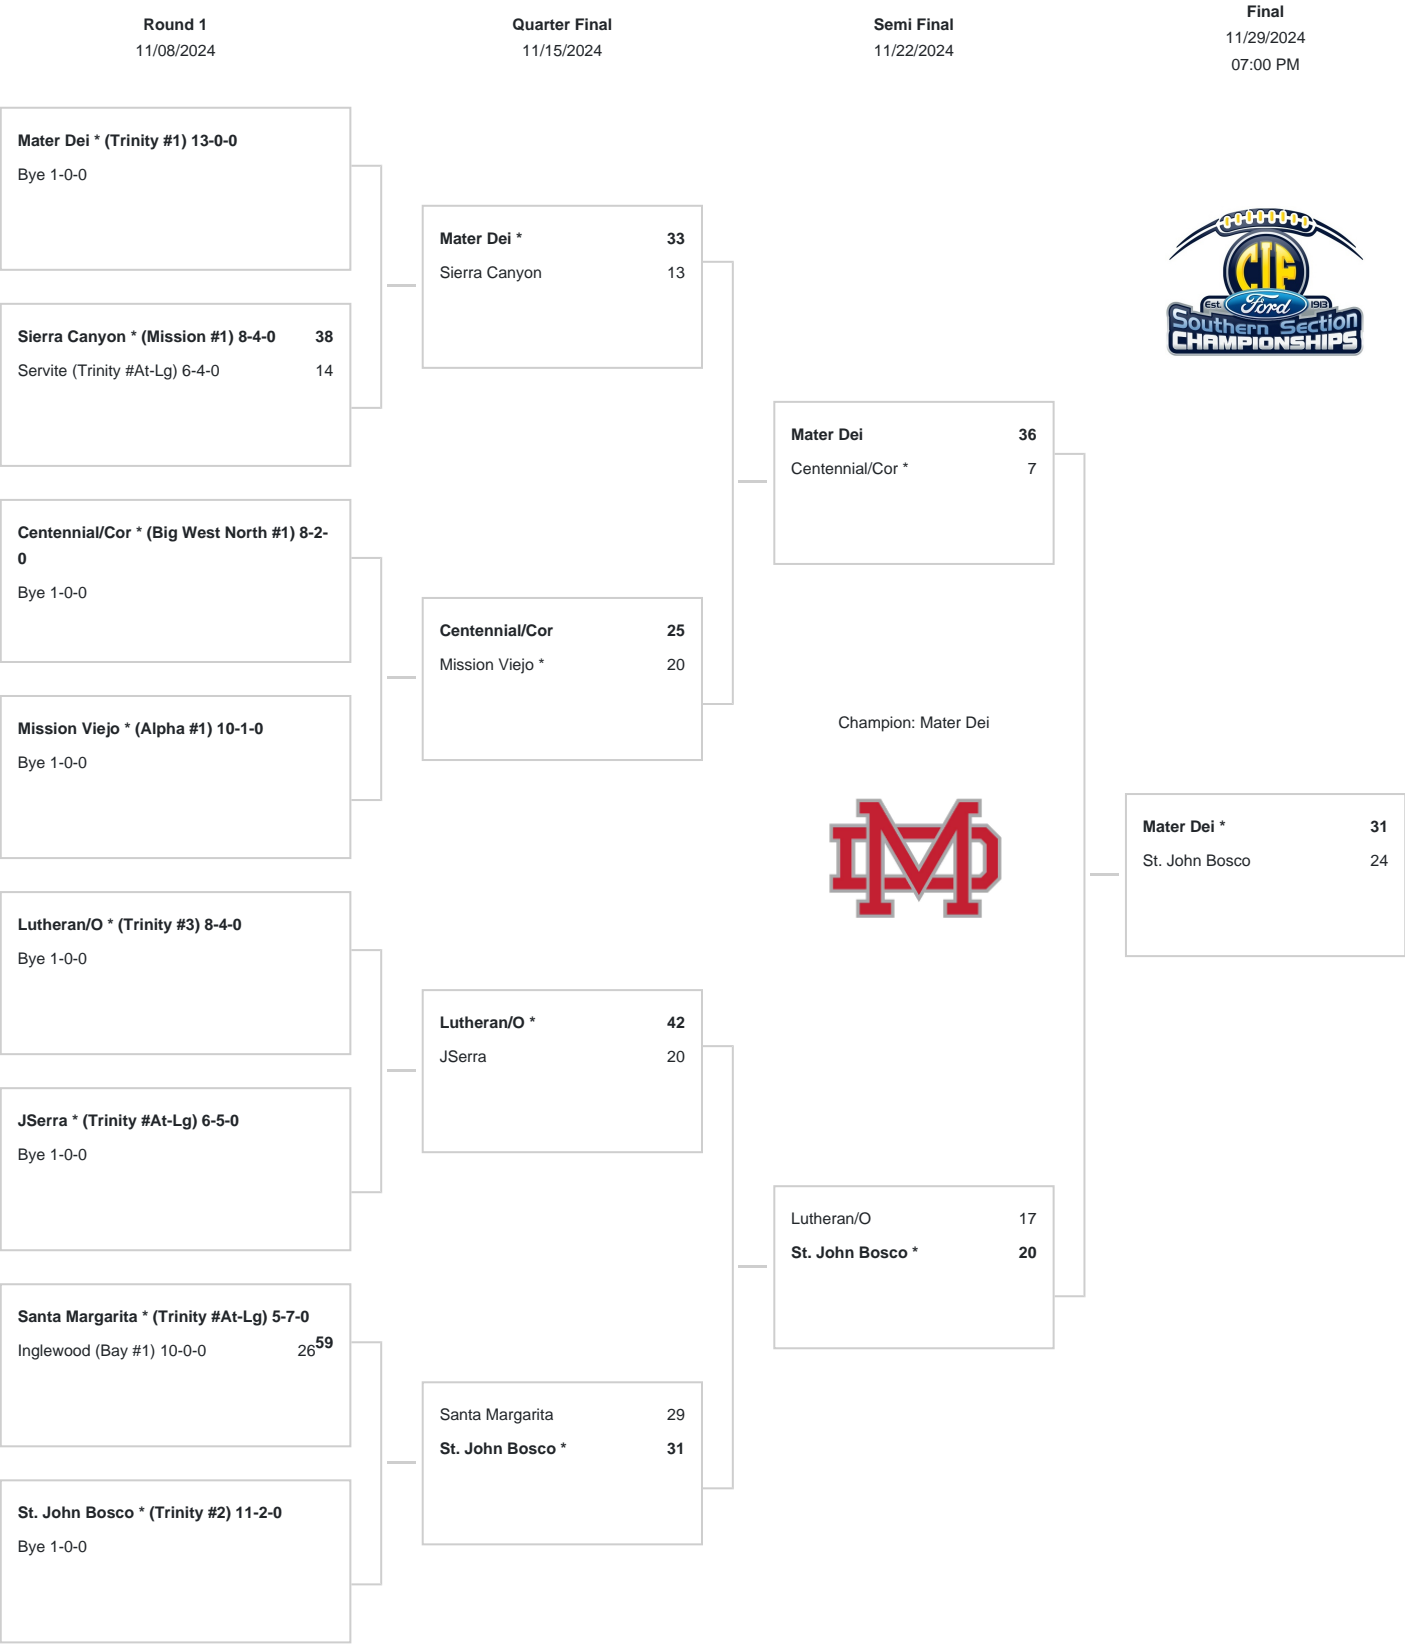 Round 1
11/08/2024
Quarter Final
11/15/2024
Semi Final
11/22/2024
Final
11/29/2024
07:00 PM
Mater Dei * (Trinity #1) 13-0-0
Bye 1-0-0
Sierra Canyon * (Mission #1) 8-4-0 38
Servite (Trinity #At-Lg) 6-4-0 14
Centennial/Cor * (Big West North #1) 8-2-
0
Bye 1-0-0
Mission Viejo * (Alpha #1) 10-1-0
Bye 1-0-0
Lutheran/O * (Trinity #3) 8-4-0
Bye 1-0-0
JSerra * (Trinity #At-Lg) 6-5-0
Bye 1-0-0
Santa Margarita * (Trinity #At-Lg) 5-7-0
59
Inglewood (Bay #1) 10-0-0 26
St. John Bosco * (Trinity #2) 11-2-0
Bye 1-0-0
Mater Dei * 33
Sierra Canyon 13
Centennial/Cor 25
Mission Viejo * 20
Lutheran/O * 42
JSerra 20
Santa Margarita 29
St. John Bosco * 31
Mater Dei 36
Centennial/Cor * 7
Champion: Mater Dei
MD
Lutheran/O 17
St. John Bosco * 20
CIF
Est. Ford 1913
Southern Section
CHAMPIONSHIPS
Mater Dei * 31
St. John Bosco 24